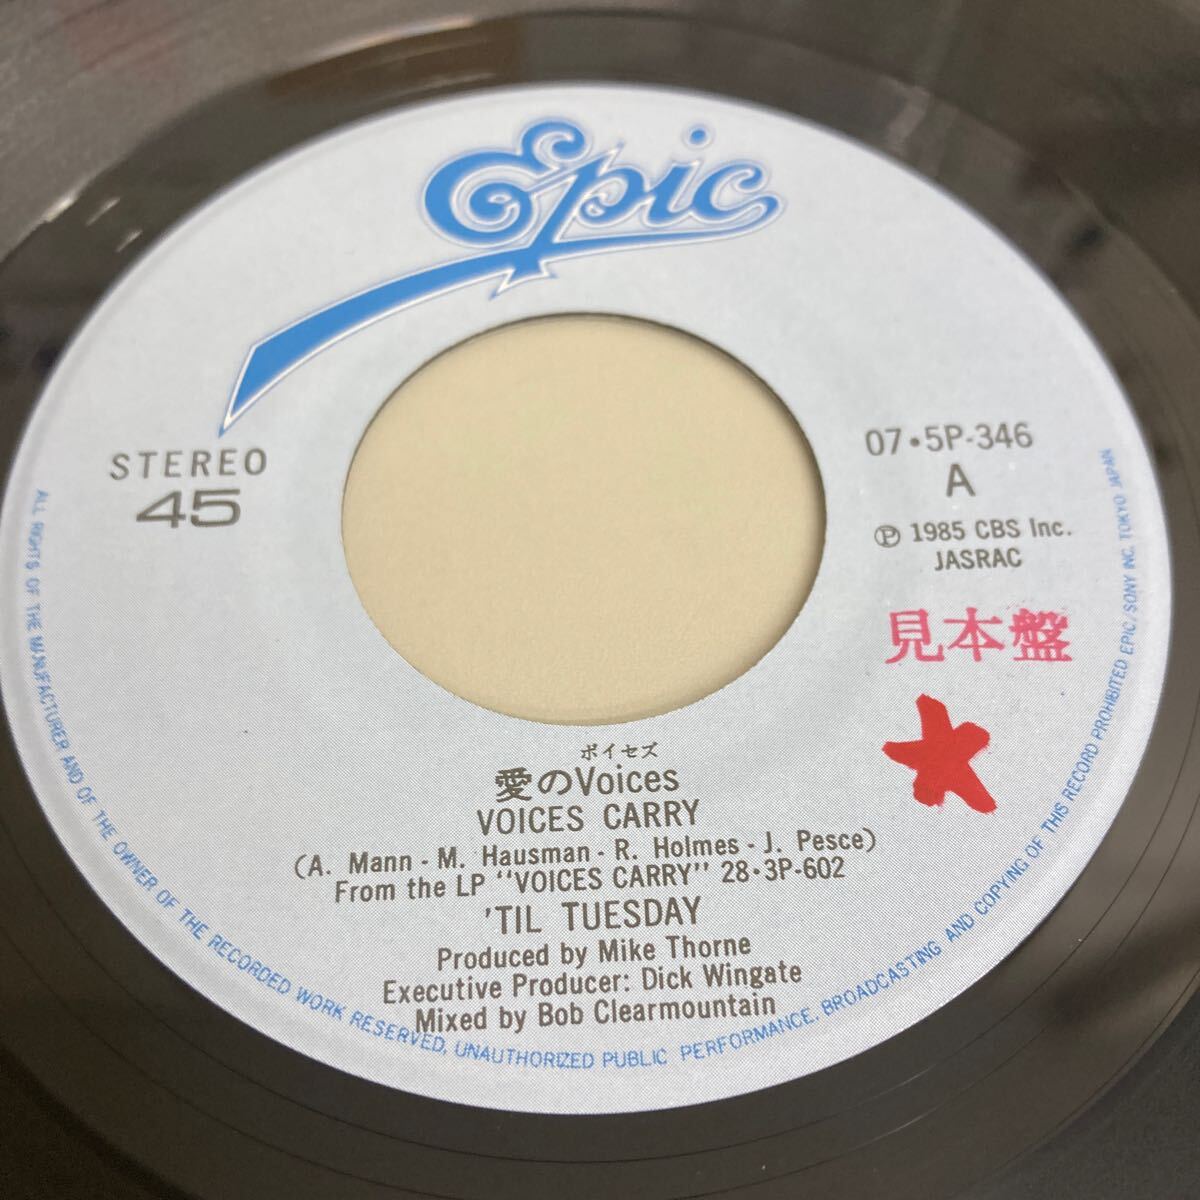 Epic
STEREO
45
07・5P-346
A
Ⓟ 1985 CBS Inc.
JASRAC
見本盤
ボイセズ
愛のVoices
VOICES CARRY
(A. Mann - M. Hausman - R. Holmes - J. Pesce)
From the LP "VOICES CARRY" 28・3P-602
'TIL TUESDAY
Produced by Mike Thorne
Executive Producer: Dick Wingate
Mixed by Bob Clearmountain
ALL RIGHTS OF THE MANUFACTURER AND OF THE OWNER OF THE RECORDED WORK RESERVED, UNAUTHORIZED PUBLIC PERFORMANCE, BROADCASTING AND COPYING OF THIS RECORD PROHIBITED EPIC/SONY INC. TOKYO JAPAN